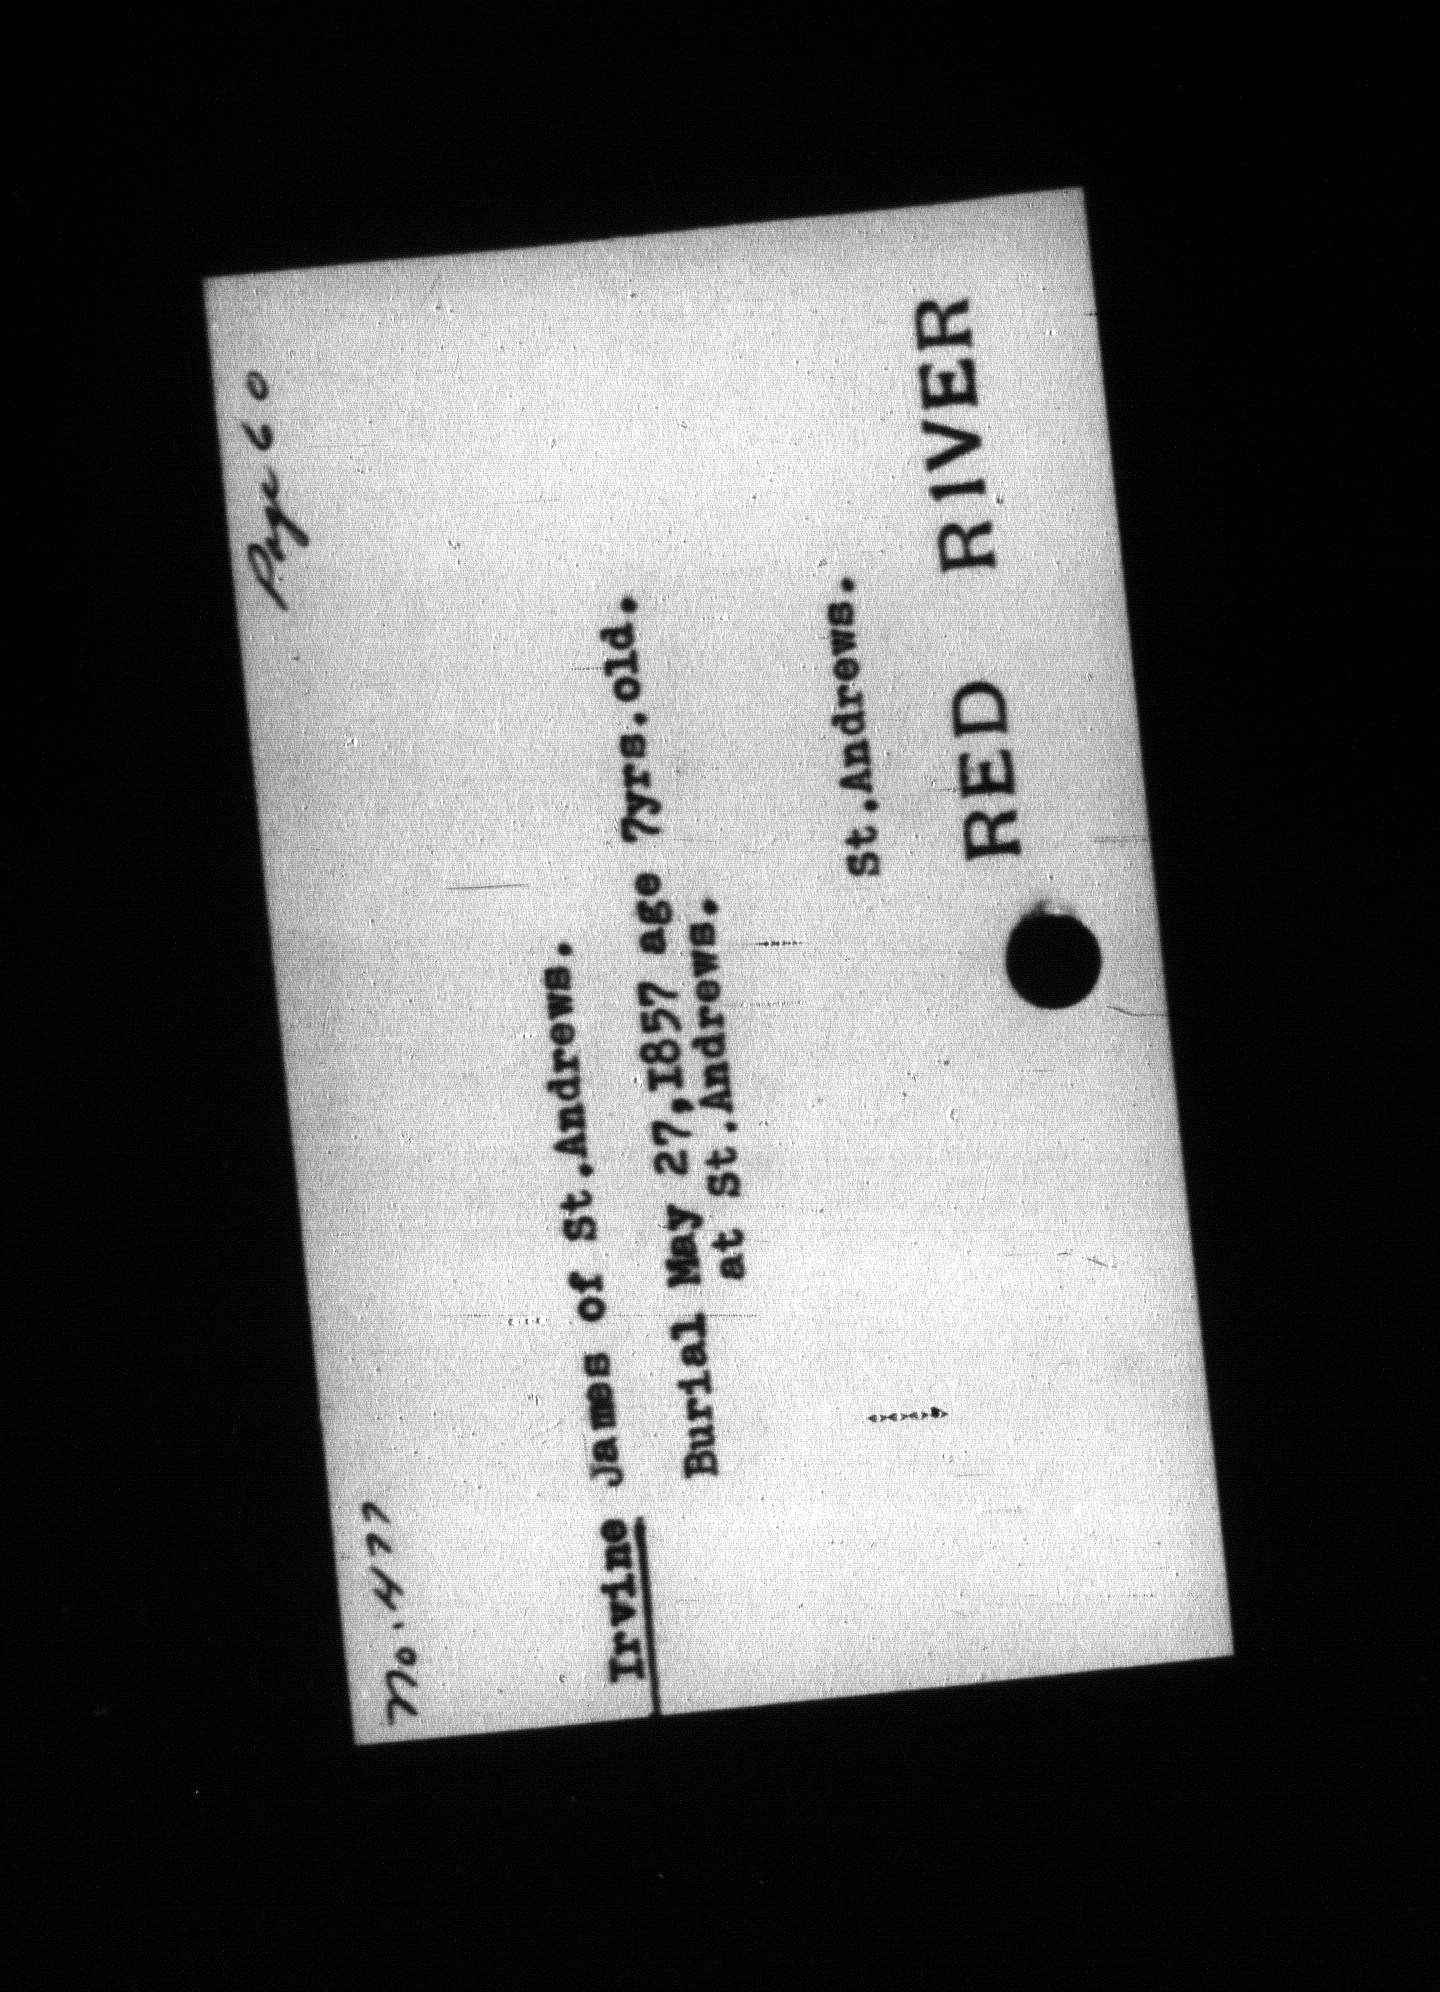 No. 477
Page 60
Irvine James of St.Andrews.
Burial May 27,1857 age 7yrs.old.
at St.Andrews.
St.Andrews.
RED RIVER